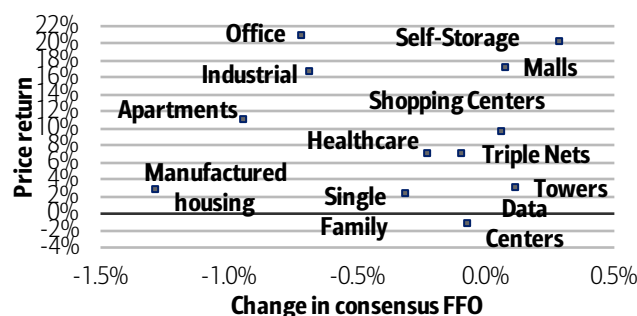 22%
20%
18%
16%
14%
12%
10%
8%
6%
4%
2%
0%
-2%
-4%
Price return
Office
Self-Storage
Industrial
Malls
Apartments
Shopping Centers
Healthcare
Triple Nets
Manufactured
housing
Single
Family
Towers
Data
Centers
-1.5%
-1.0%
-0.5%
0.0%
0.5%
Change in consensus FFO